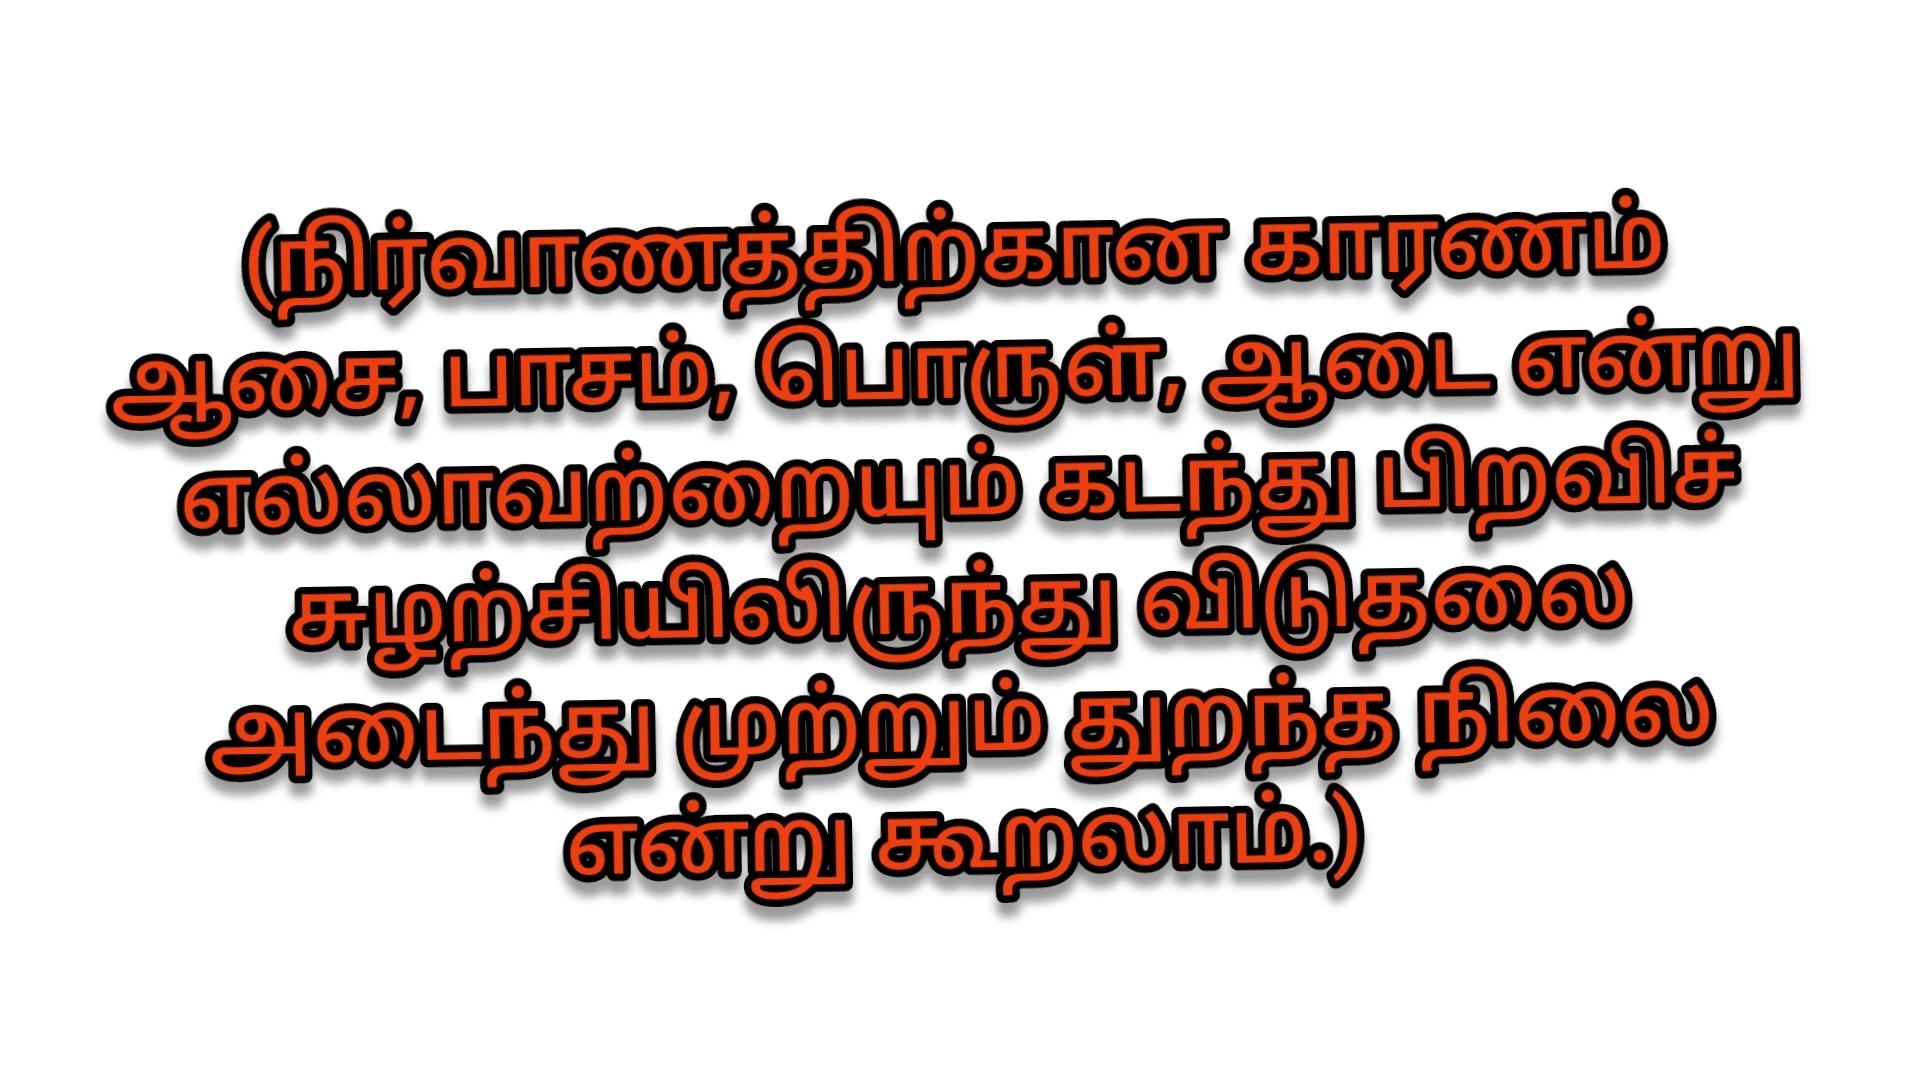 (நிர்வாணத்திற்கான காரணம்
ஆசை, பாசம், பொருள், ஆடை என்று
எல்லாவற்றையும் கடந்து பிறவிச்
சுழற்சியிலிருந்து விடுதலை
அடைந்து முற்றும் துறந்த நிலை
என்று கூறலாம்.)